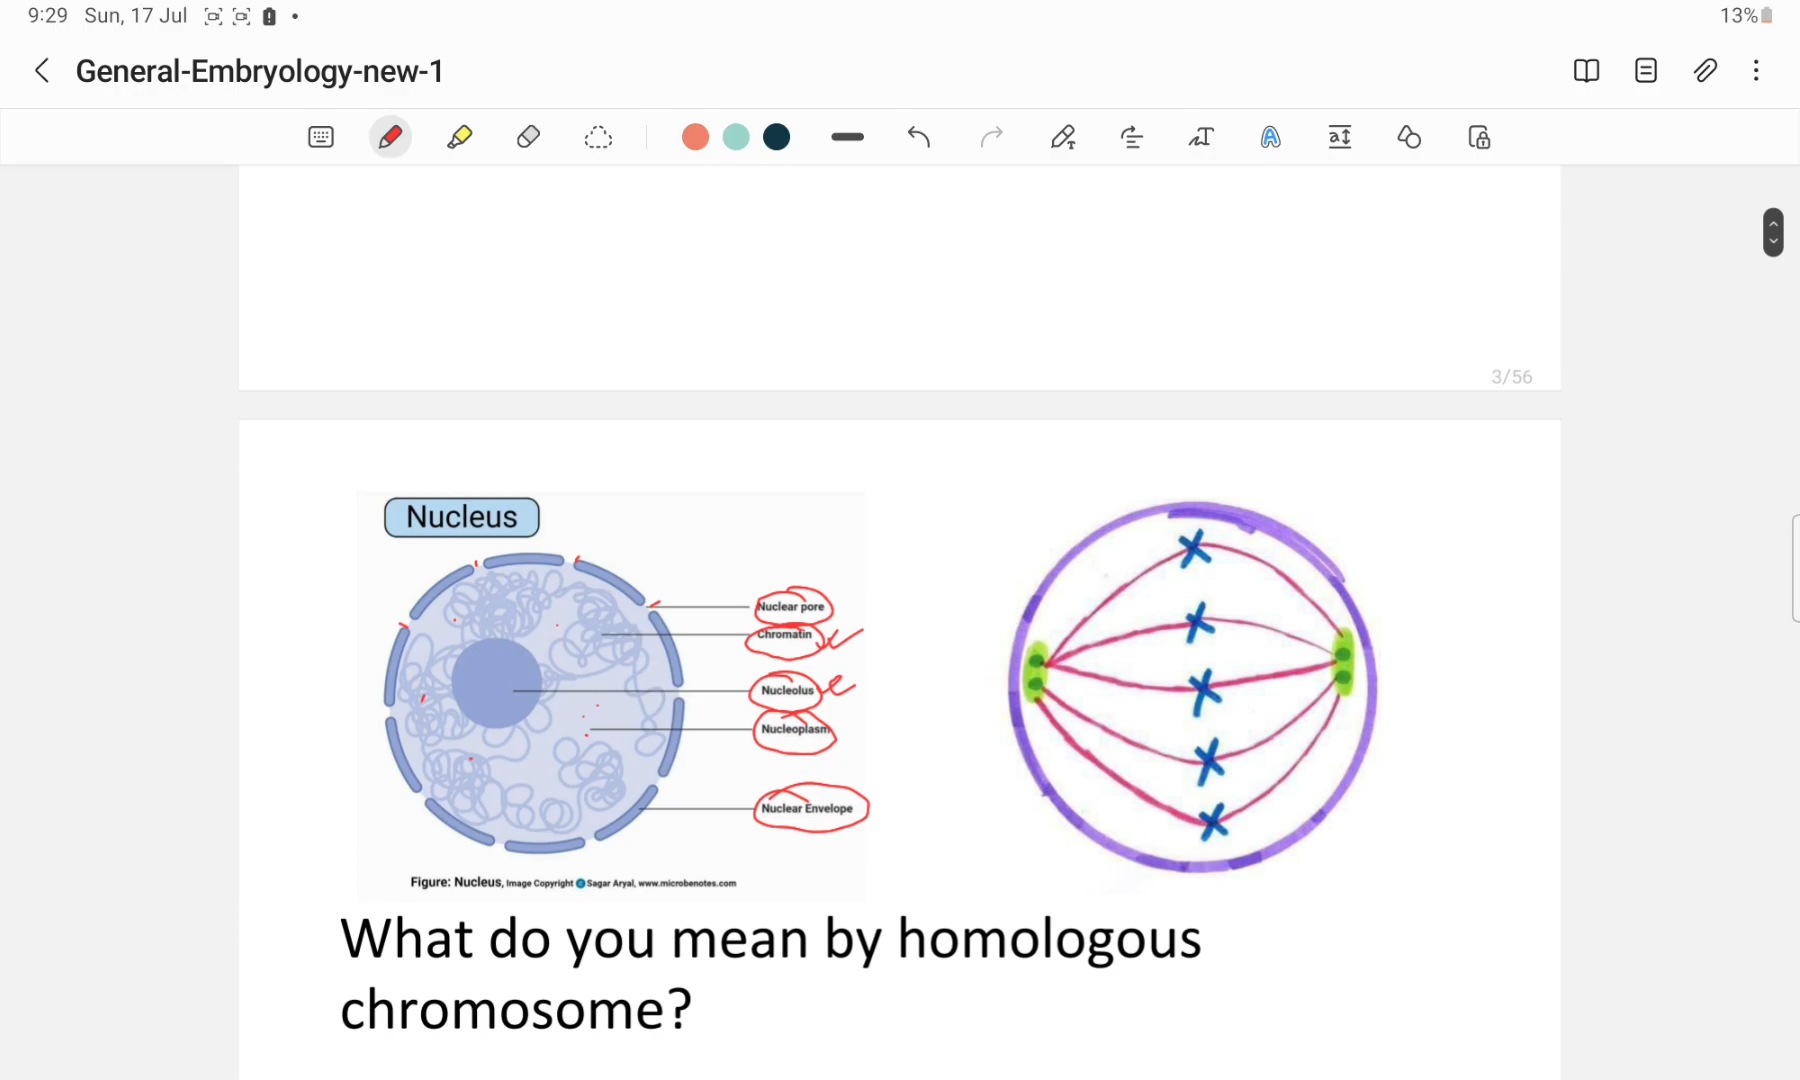 9:29 Sun, 17 Jul
13%
General-Embryology-new-1
3/56
Nucleus
Nuclear pore
Chromatin
Nucleolus
Nucleoplasm
Nuclear Envelope
Figure: Nucleus, Image Copyright © Sagar Aryal, www.microbenotes.com
What do you mean by homologous
chromosome?